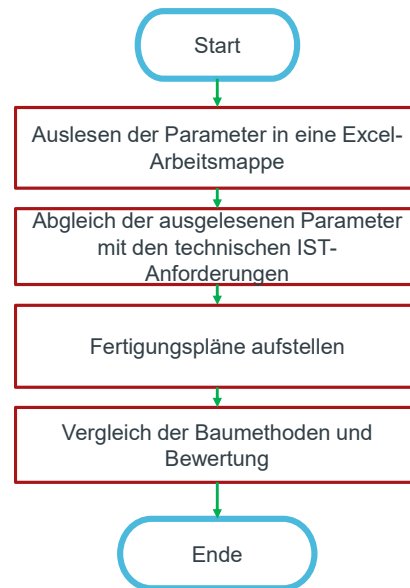 Start
Auslesen der Parameter in eine Excel-
Arbeitsmappe
Abgleich der ausgelesenen Parameter
mit den technischen IST-
Anforderungen
Fertigungspläne aufstellen
Vergleich der Baumethoden und
Bewertung
Ende